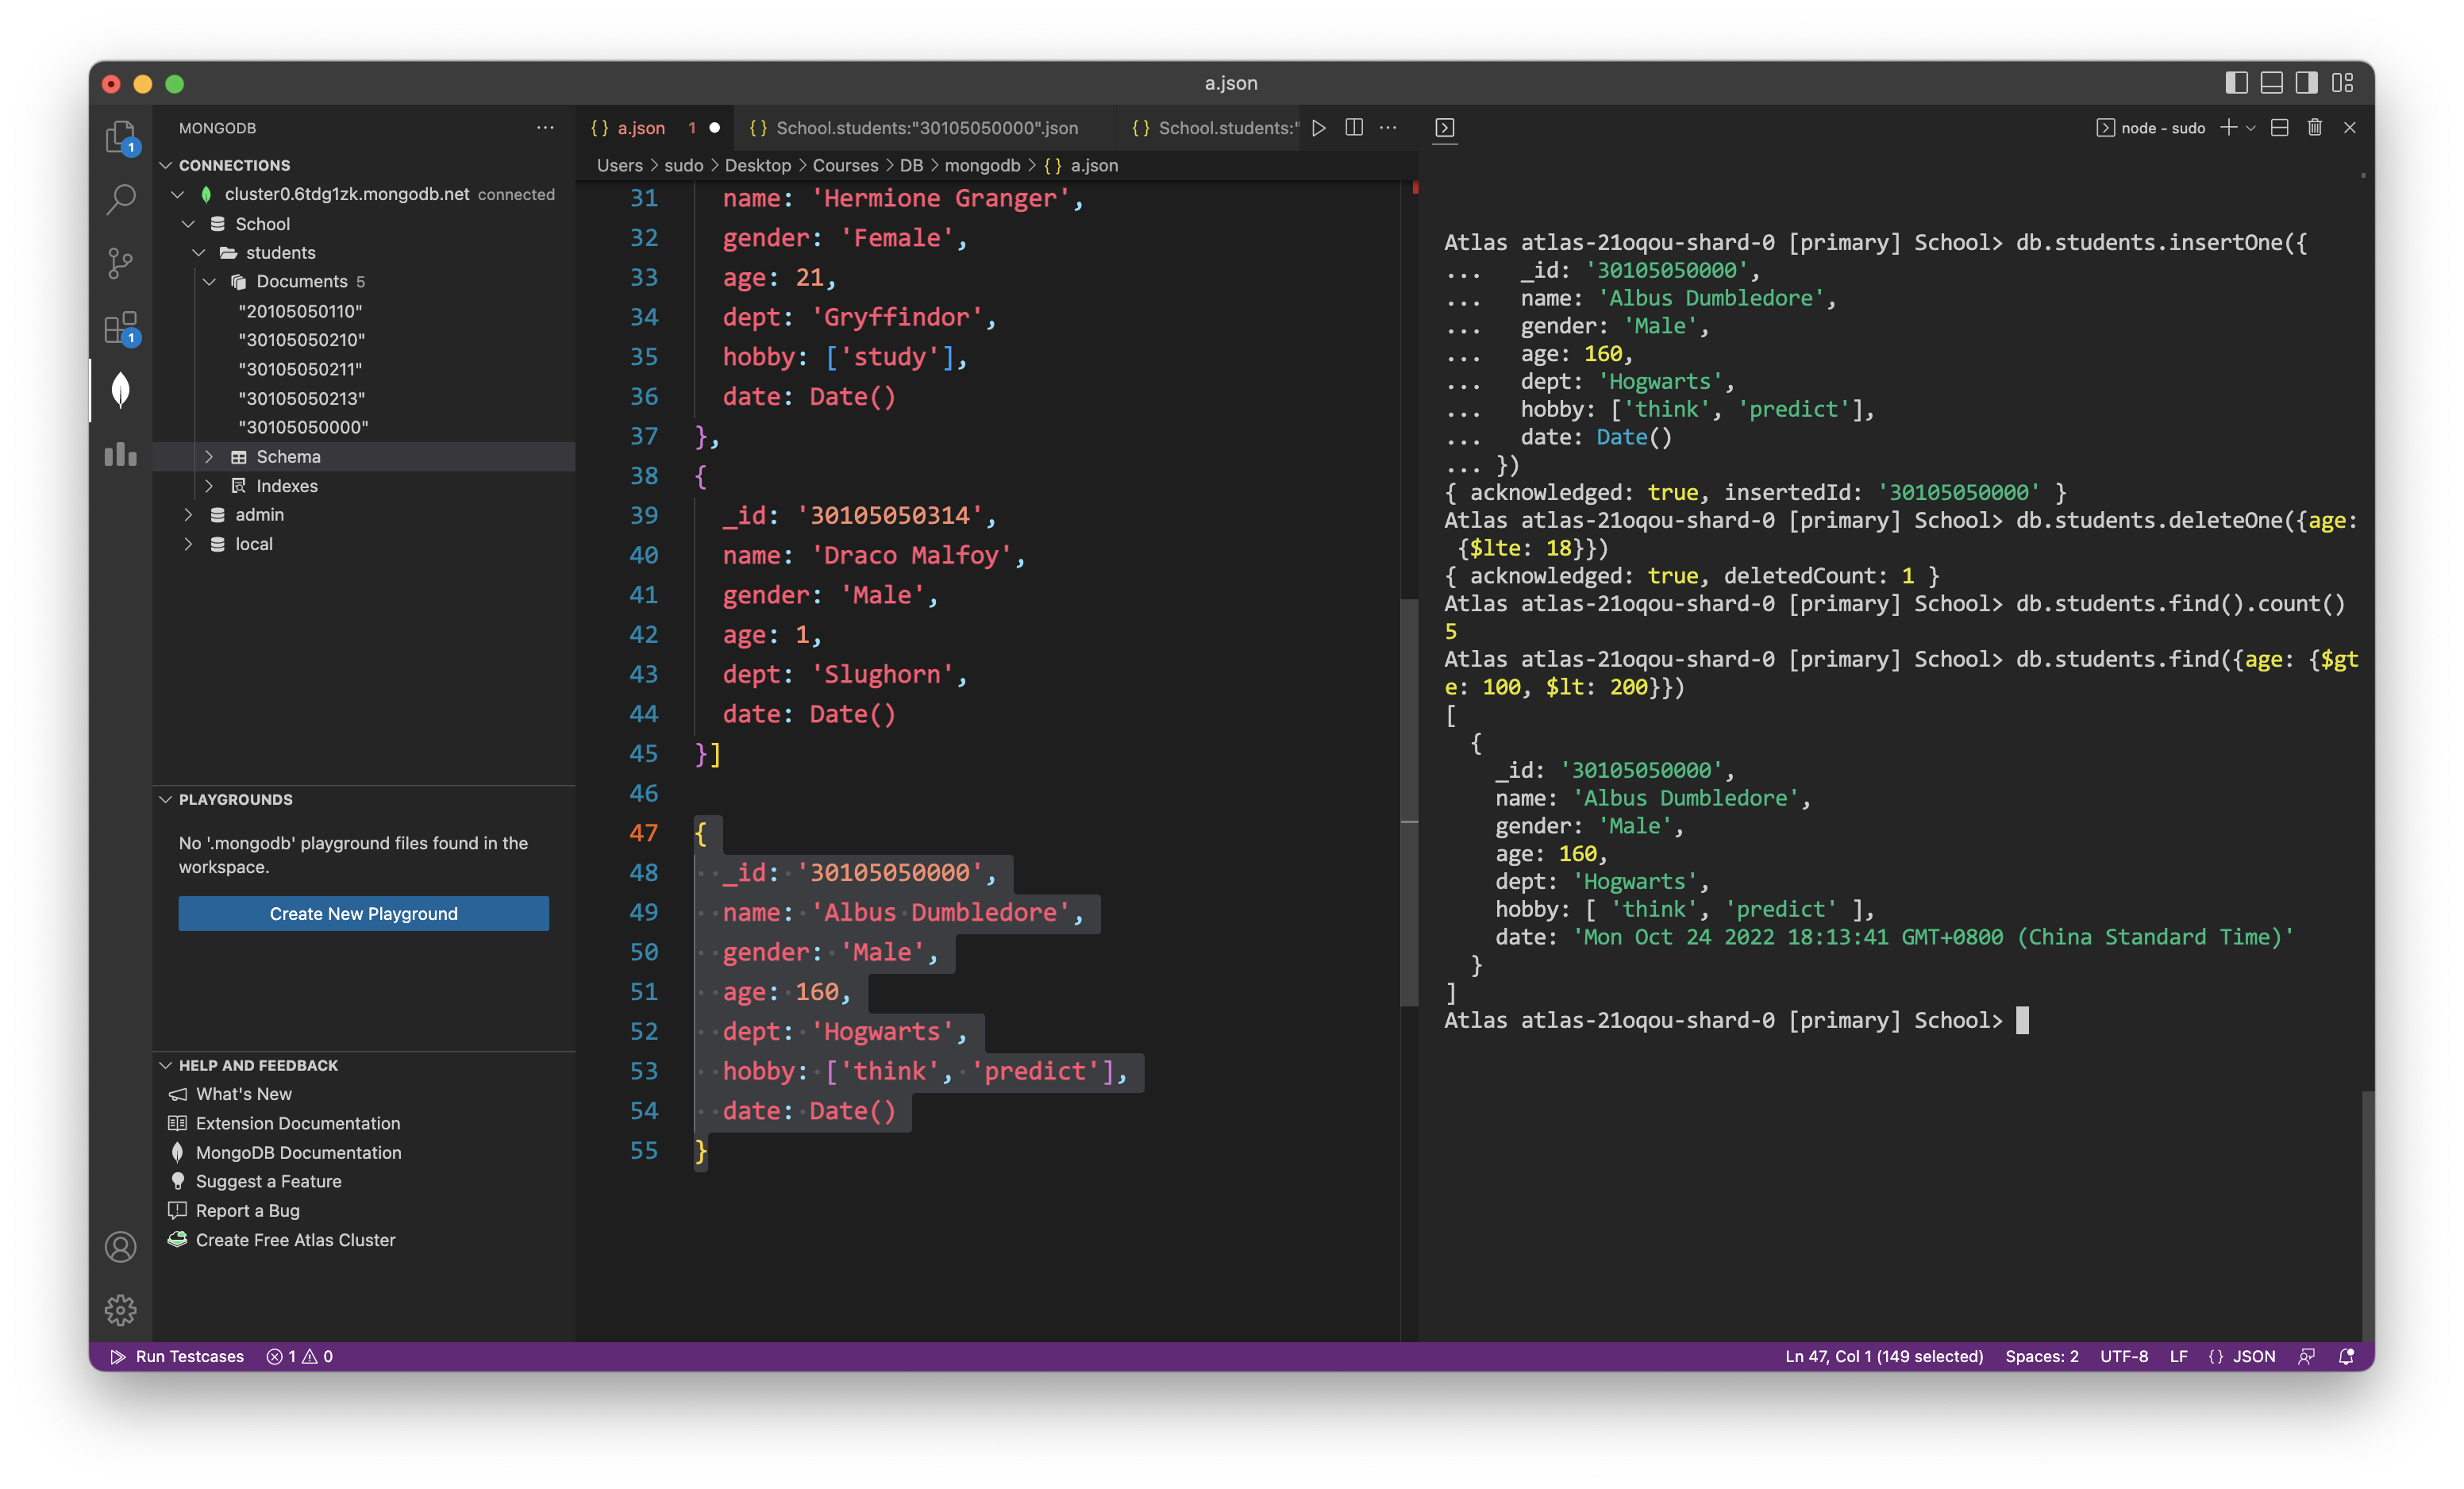 a.json
MONGODB
CONNECTIONS
cluster0.6tdg1zk.mongodb.net connected
School
students
Documents 5
"20105050110"
"30105050210"
"30105050211"
"30105050213"
"30105050000"
Schema
Indexes
admin
local
PLAYGROUNDS
No '.mongodb' playground files found in the
workspace.
Create New Playground
HELP AND FEEDBACK
What's New
Extension Documentation
MongoDB Documentation
Suggest a Feature
Report a Bug
Create Free Atlas Cluster
1
1
{} a.json 1
{} School.students:"30105050000".json
{} School.students:"
Users > sudo > Desktop > Courses > DB > mongodb > {} a.json
31 name: 'Hermione Granger',
32 gender: 'Female',
33 age: 21,
34 dept: 'Gryffindor',
35 hobby: ['study'],
36 date: Date()
37 },
38 {
39 _id: '30105050314',
40 name: 'Draco Malfoy',
41 gender: 'Male',
42 age: 1,
43 dept: 'Slughorn',
44 date: Date()
45 }]
46
47 {
48 _id: '30105050000',
49 name: 'Albus Dumbledore',
50 gender: 'Male',
51 age: 160,
52 dept: 'Hogwarts',
53 hobby: ['think', 'predict'],
54 date: Date()
55 }
node - sudo
Atlas atlas-21oqou-shard-0 [primary] School> db.students.insertOne({
... _id: '30105050000',
... name: 'Albus Dumbledore',
... gender: 'Male',
... age: 160,
... dept: 'Hogwarts',
... hobby: ['think', 'predict'],
... date: Date()
... })
{ acknowledged: true, insertedId: '30105050000' }
Atlas atlas-21oqou-shard-0 [primary] School> db.students.deleteOne({age:
{$lte: 18}})
{ acknowledged: true, deletedCount: 1 }
Atlas atlas-21oqou-shard-0 [primary] School> db.students.find().count()
5
Atlas atlas-21oqou-shard-0 [primary] School> db.students.find({age: {$gt
e: 100, $lt: 200}})
[
{
_id: '30105050000',
name: 'Albus Dumbledore',
gender: 'Male',
age: 160,
dept: 'Hogwarts',
hobby: [ 'think', 'predict' ],
date: 'Mon Oct 24 2022 18:13:41 GMT+0800 (China Standard Time)'
}
]
Atlas atlas-21oqou-shard-0 [primary] School>
Run Testcases 1 0
Ln 47, Col 1 (149 selected) Spaces: 2 UTF-8 LF {} JSON